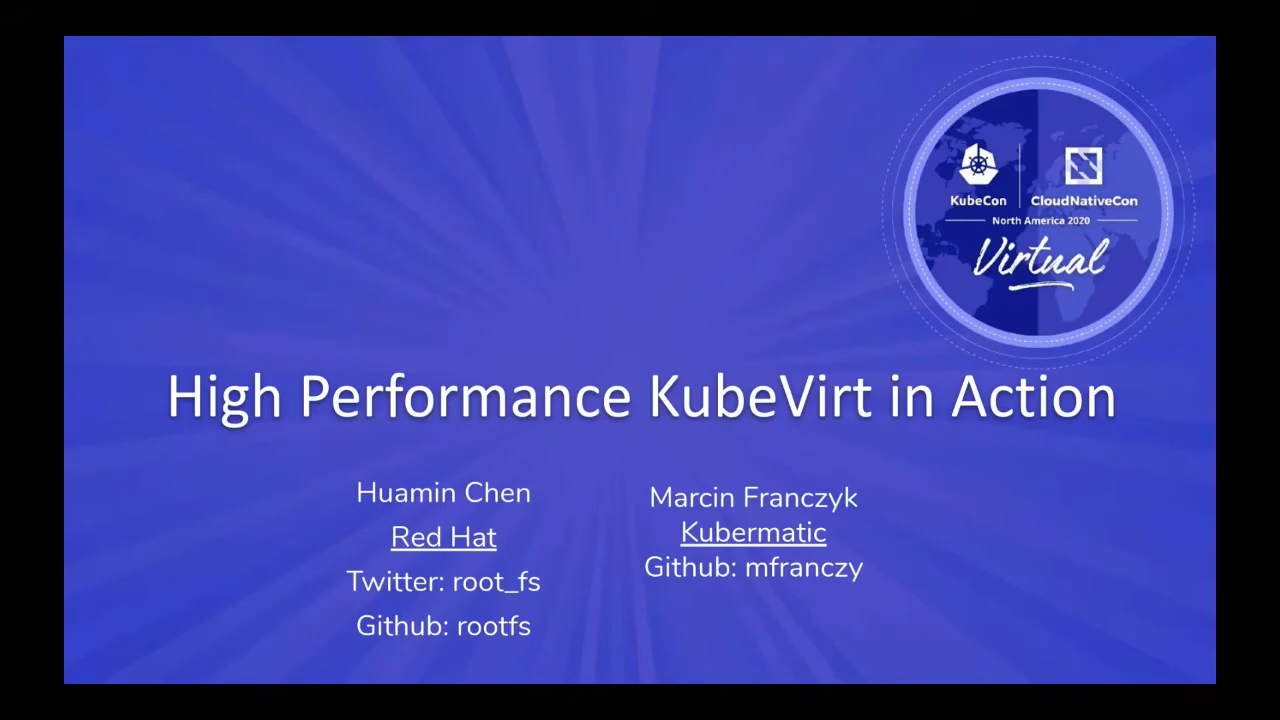 KubeCon
CloudNativeCon
North America 2020
Virtual
High Performance KubeVirt in Action
Huamin Chen
Red Hat
Twitter: root_fs
Github: rootfs
Marcin Franczyk
Kubermatic
Github: mfranczy